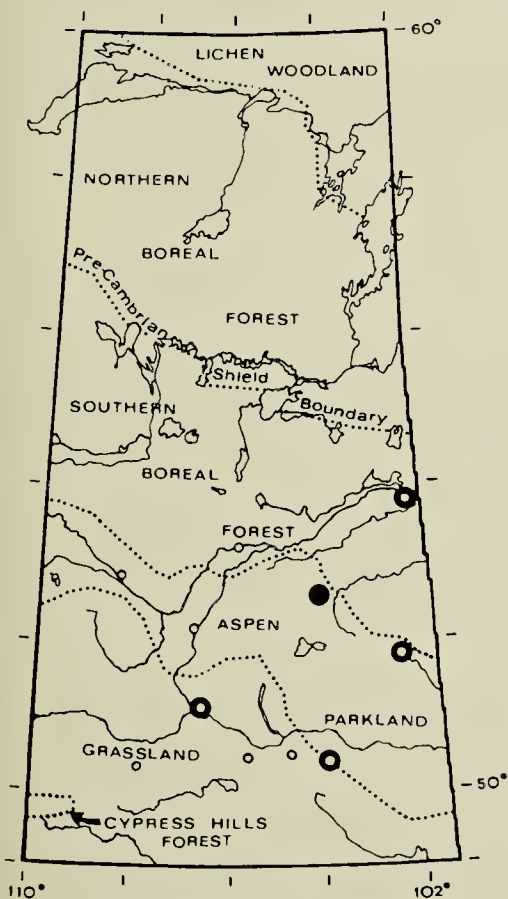 60°
LICHEN
WOODLAND
NORTHERN
BOREAL
Pre-Cambrian
FOREST
Shield
SOUTHERN
Boundary
BOREAL
FOREST
ASPEN
PARKLAND
GRASSLAND
50°
CYPRESS HILLS
FOREST
110°
102°